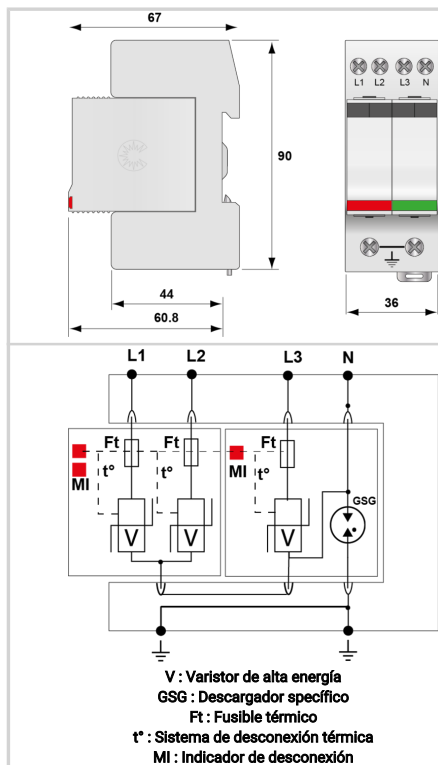 67
L1 L2 L3 N
90
44
60.8
36
L1 L2 L3 N
Ft Ft Ft
MI
t° t° t°
MI
GSG
V V V
V : Varistor de alta energía
GSG : Descargador específico
Ft : Fusible térmico
t° : Sistema de desconexión térmica
MI : Indicador de desconexión